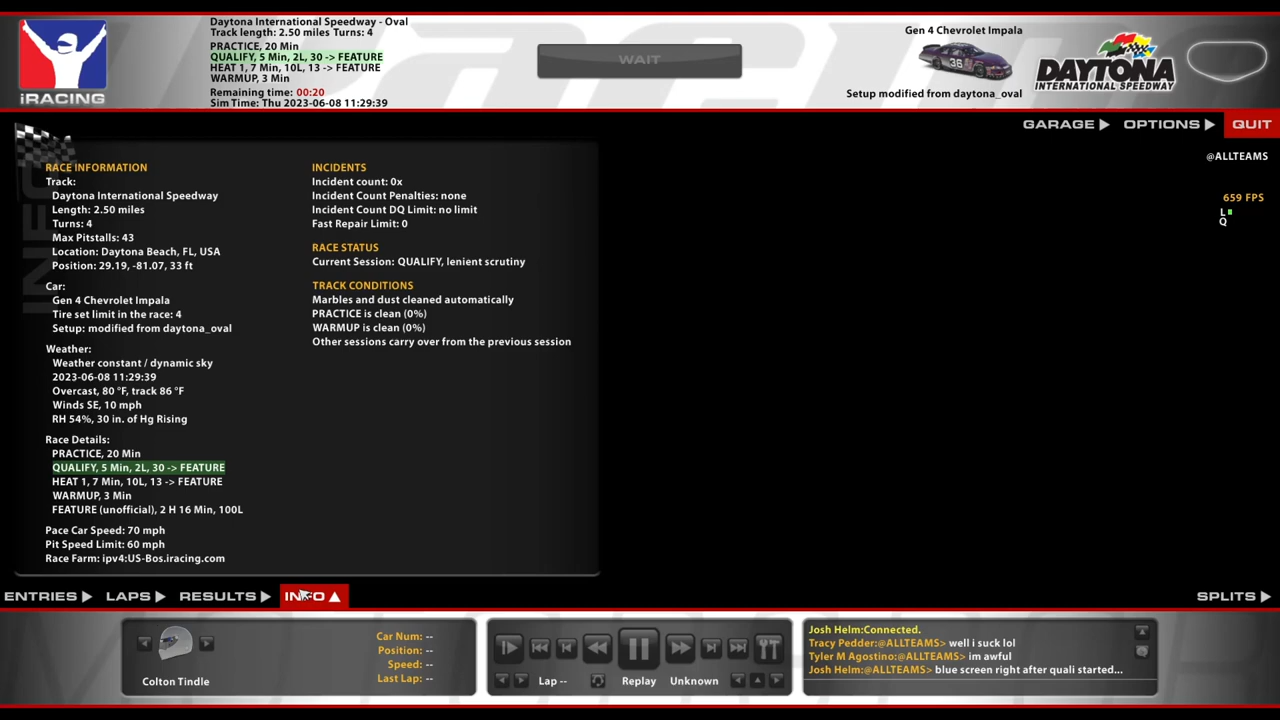 Daytona International Speedway - Oval
Track length: 2.50 miles Turns: 4
PRACTICE, 20 Min
QUALIFY, 5 Min, 2L, 30 -> FEATURE
HEAT 1, 7 Min, 10L, 13 -> FEATURE
WARMUP, 3 Min
Remaining time: 00:20
Sim Time: Thu 2023-06-08 11:29:39
iRACING
WAIT
Gen 4 Chevrolet Impala
36
Setup modified from daytona_oval
DAYTONA
INTERNATIONAL SPEEDWAY
GARAGE
OPTIONS
QUIT
@ALLTEAMS
659 FPS
L
Q
INFO
RACE INFORMATION
Track:
Daytona International Speedway
Length: 2.50 miles
Turns: 4
Max Pitstalls: 43
Location: Daytona Beach, FL, USA
Position: 29.19, -81.07, 33 ft
Car:
Gen 4 Chevrolet Impala
Tire set limit in the race: 4
Setup: modified from daytona_oval
Weather:
Weather constant / dynamic sky
2023-06-08 11:29:39
Overcast, 80 °F, track 86 °F
Winds SE, 10 mph
RH 54%, 30 in. of Hg Rising
Race Details:
PRACTICE, 20 Min
QUALIFY, 5 Min, 2L, 30 -> FEATURE
HEAT 1, 7 Min, 10L, 13 -> FEATURE
WARMUP, 3 Min
FEATURE (unofficial), 2 H 16 Min, 100L
Pace Car Speed: 70 mph
Pit Speed Limit: 60 mph
Race Farm: ipv4:US-Bos.iracing.com
INCIDENTS
Incident count: 0x
Incident Count Penalties: none
Incident Count DQ Limit: no limit
Fast Repair Limit: 0
RACE STATUS
Current Session: QUALIFY, lenient scrutiny
TRACK CONDITIONS
Marbles and dust cleaned automatically
PRACTICE is clean (0%)
WARMUP is clean (0%)
Other sessions carry over from the previous session
ENTRIES
LAPS
RESULTS
INFO
SPLITS
Colton Tindle
Car Num: --
Position: --
Speed: --
Last Lap: --
Lap --
Replay
Unknown
Josh Helm:Connected.
Tracy Pedder:@ALLTEAMS> well i suck lol
Tyler M Agostino:@ALLTEAMS> im awful
Josh Helm:@ALLTEAMS> blue screen right after quali started...